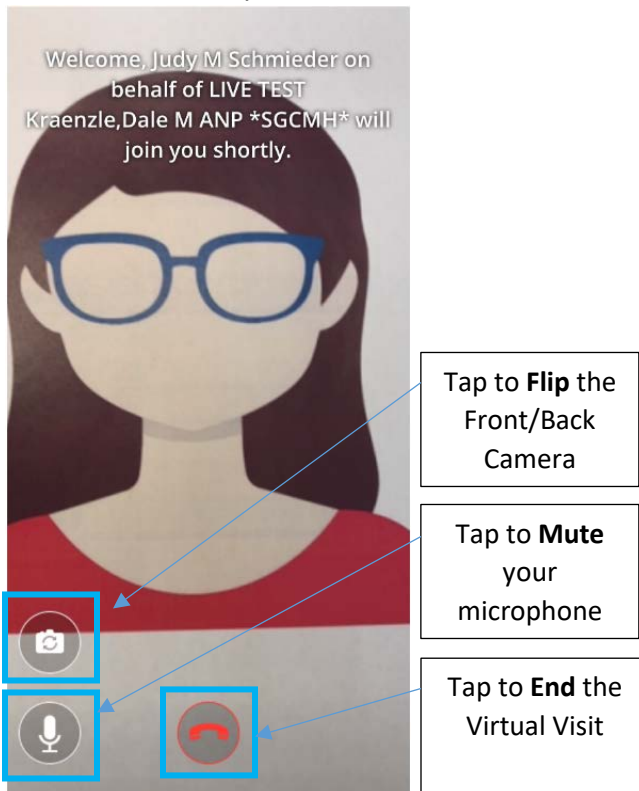 Welcome, Judy M Schmieder on
behalf of LIVE TEST
Kraenzle,Dale M ANP *SGCMH* will
join you shortly.
Tap to Flip the
Front/Back
Camera
Tap to Mute
your
microphone
Tap to End the
Virtual Visit